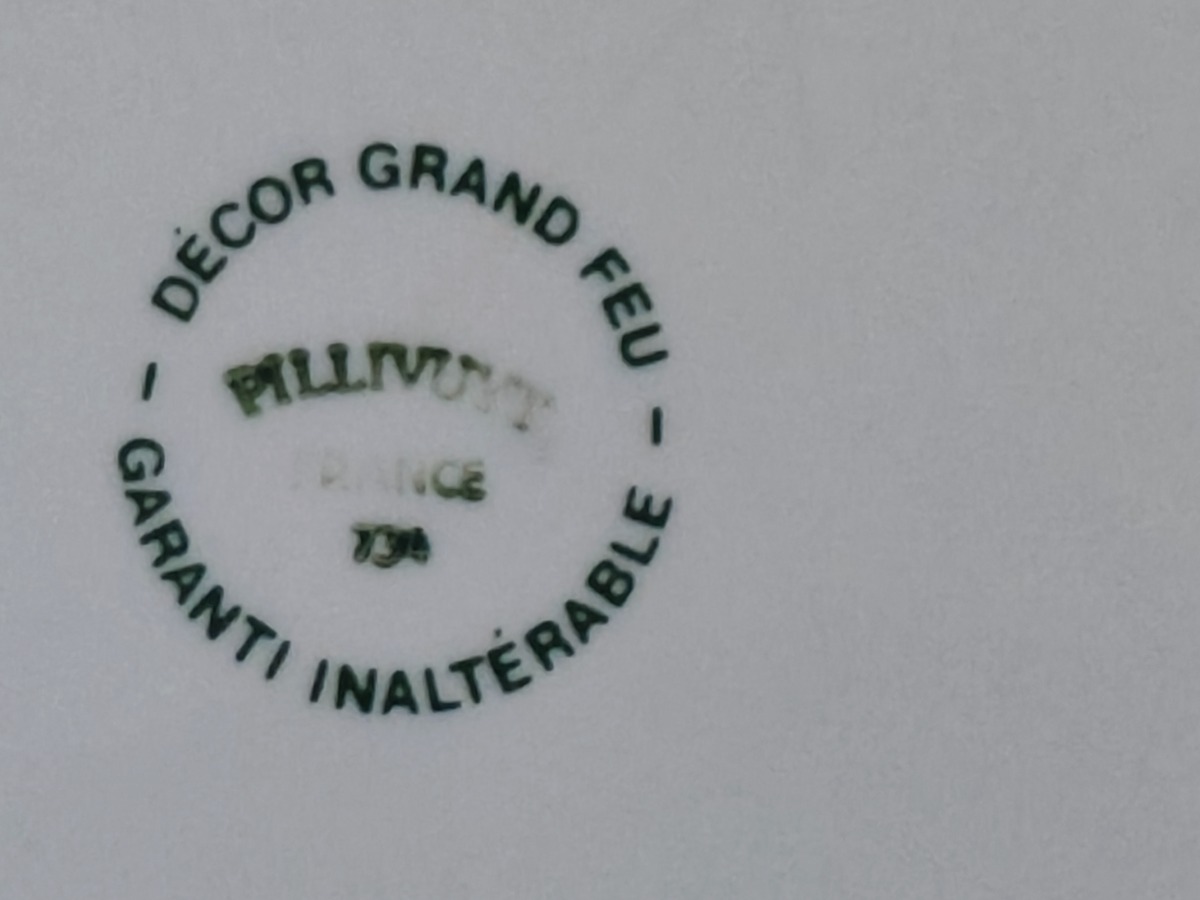 DÉCOR GRAND FEU
PILLIVUYT
FRANCE
– GARANTI INALTÉRABLE –